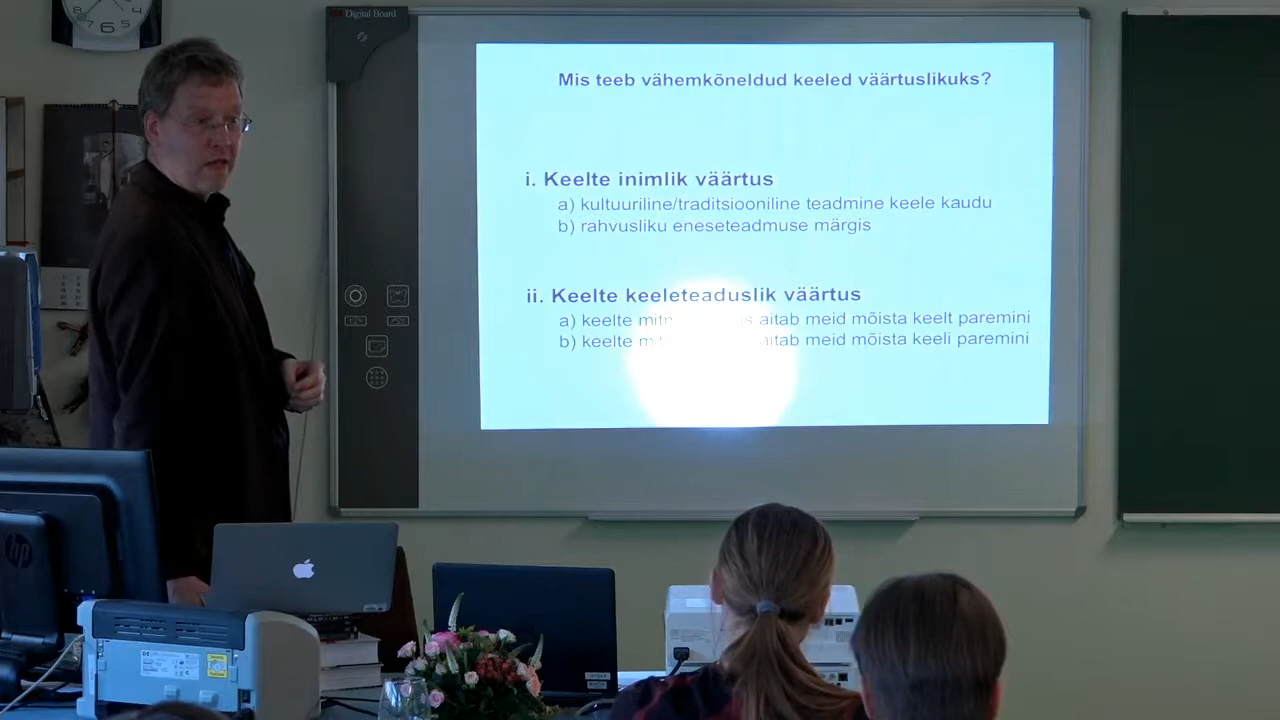 Digital Board
Mis teeb vähemkõneldud keeled väärtuslikuks?
i. Keelte inimlik väärtus
a) kultuuriline/traditsiooniline teadmine keele kaudu
b) rahvusliku eneseteadmuse märgis
ii. Keelte keeleteaduslik väärtus
a) keelte aitab meid mõista keelt paremini
b) keelte aitab meid mõista keeli paremini
hp